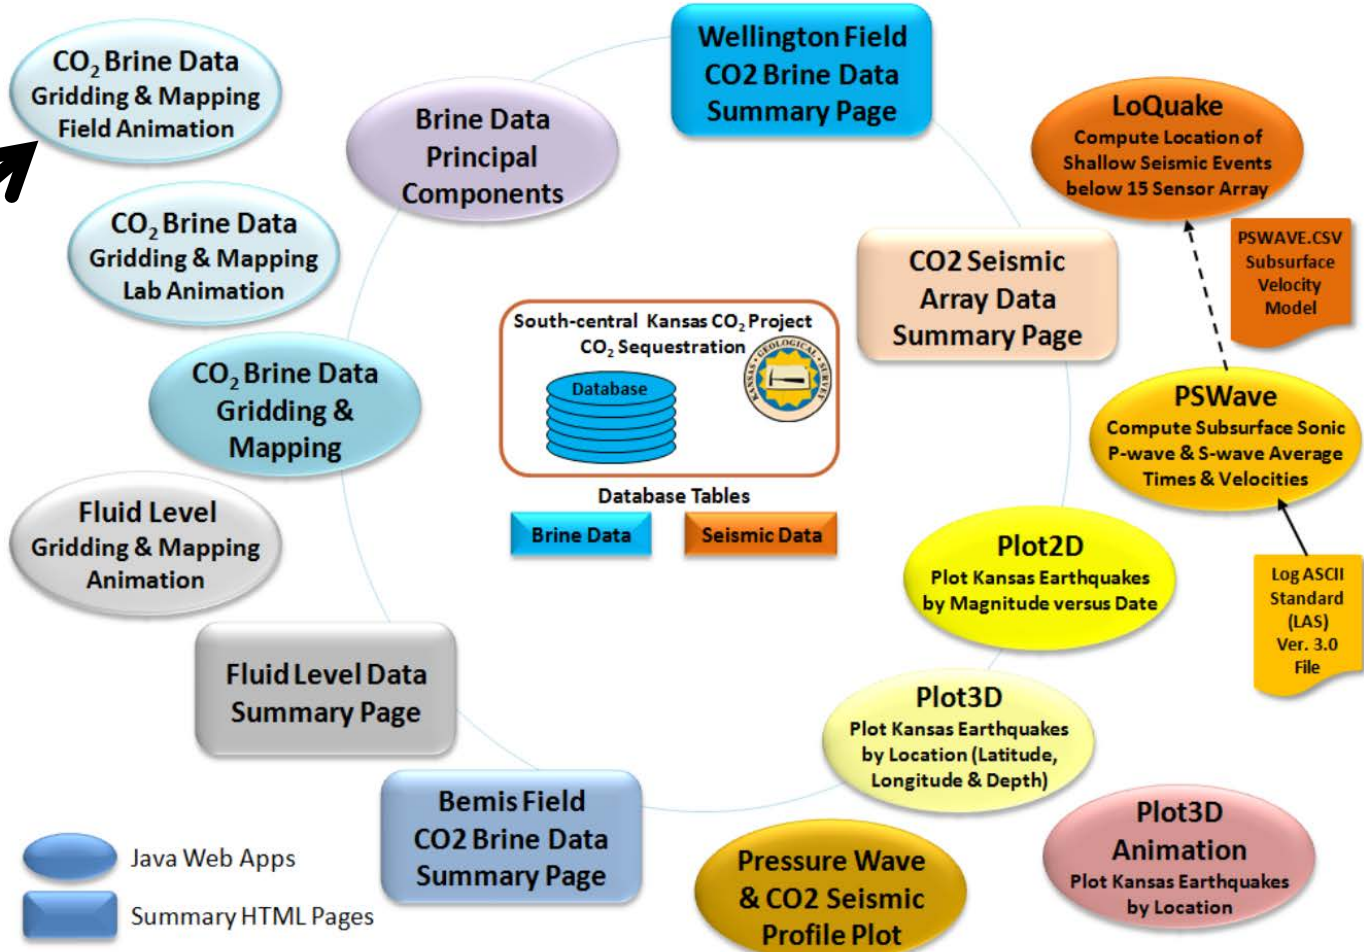 CO₂ Brine Data
Gridding & Mapping
Field Animation
Brine Data
Principal
Components
Wellington Field
CO2 Brine Data
Summary Page
LoQuake
Compute Location of
Shallow Seismic Events
below 15 Sensor Array
CO₂ Brine Data
Gridding & Mapping
Lab Animation
CO2 Seismic
Array Data
Summary Page
PSWAVE.CSV
Subsurface
Velocity
Model
South-central Kansas CO₂ Project
CO₂ Sequestration
KANSAS GEOLOGICAL SURVEY
Database
CO₂ Brine Data
Gridding &
Mapping
PSWave
Compute Subsurface Sonic
P-wave & S-wave Average
Times & Velocities
Database Tables
Brine Data
Seismic Data
Fluid Level
Gridding & Mapping
Animation
Plot2D
Plot Kansas Earthquakes
by Magnitude versus Date
Log ASCII
Standard
(LAS)
Ver. 3.0
File
Fluid Level Data
Summary Page
Plot3D
Plot Kansas Earthquakes
by Location (Latitude,
Longitude & Depth)
Bemis Field
CO2 Brine Data
Summary Page
Plot3D
Animation
Plot Kansas Earthquakes
by Location
Pressure Wave
& CO2 Seismic
Profile Plot
Java Web Apps
Summary HTML Pages